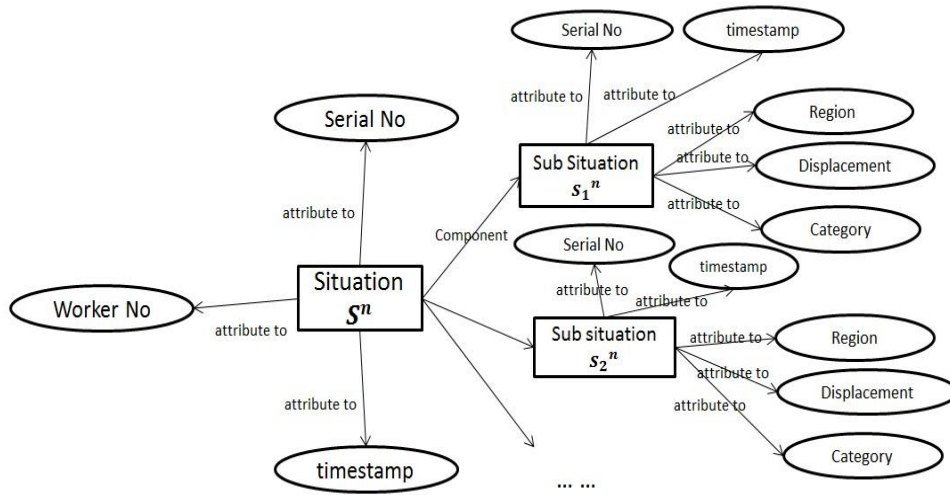 Serial No
timestamp
attribute to
attribute to
Region
attribute to
Serial No
Sub Situation
s₁ⁿ
attribute to
Displacement
attribute to
attribute to
Category
Component
Serial No
timestamp
Situation
Sⁿ
attribute to
attribute to
Worker No
attribute to
Sub situation
s₂ⁿ
attribute to
Region
attribute to
Displacement
attribute to
attribute to
Category
timestamp
... ...